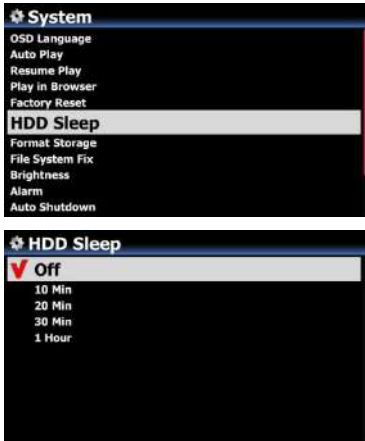 System
OSD Language
Auto Play
Resume Play
Play in Browser
Factory Reset
HDD Sleep
Format Storage
File System Fix
Brightness
Alarm
Auto Shutdown
HDD Sleep
Off
10 Min
20 Min
30 Min
1 Hour